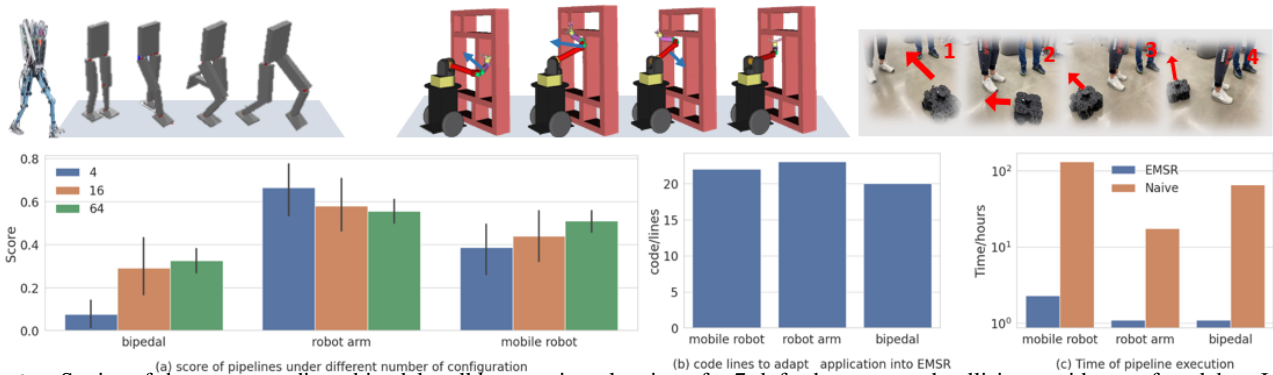 1 2 3 4
0.8
0.6
0.4
0.2
0.0
Score
4
16
64
bipedal robot arm mobile robot
(a) score of pipelines under different number of configuration
20
15
10
5
0
code/lines
mobile robot robot arm bipedal
(b) code lines to adapt application into EMSR
10²
10¹
10⁰
Time/hours
EMSR
Naive
mobile robot robot arm bipedal
(c) Time of pipeline execution